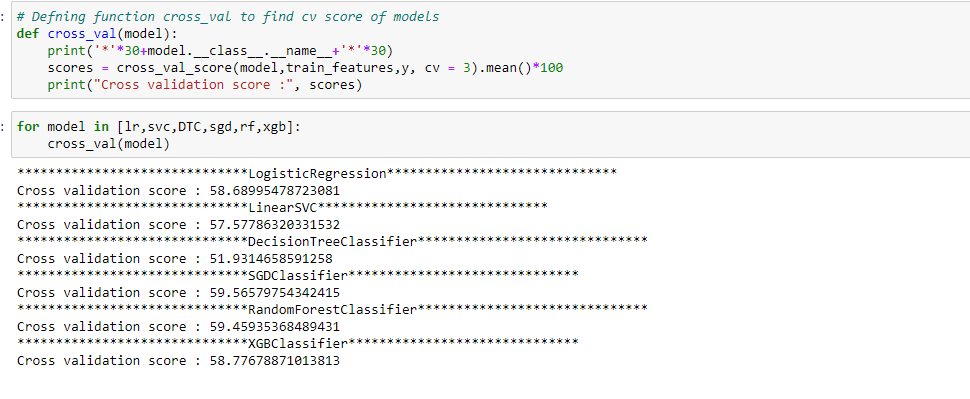 : # Defning function cross_val to find cv score of models
def cross_val(model):
    print('*'*30+model.__class__.__name__+'*'*30)
    scores = cross_val_score(model,train_features,y, cv = 3).mean()*100
    print("Cross validation score :", scores)
: for model in [lr,svc,DTC,sgd,rf,xgb]:
    cross_val(model)
******************************LogisticRegression******************************
Cross validation score : 58.68995478723081
******************************LinearSVC******************************
Cross validation score : 57.57786320331532
******************************DecisionTreeClassifier******************************
Cross validation score : 51.9314658591258
******************************SGDClassifier******************************
Cross validation score : 59.56579754342415
******************************RandomForestClassifier******************************
Cross validation score : 59.45935368489431
******************************XGBClassifier******************************
Cross validation score : 58.77678871013813